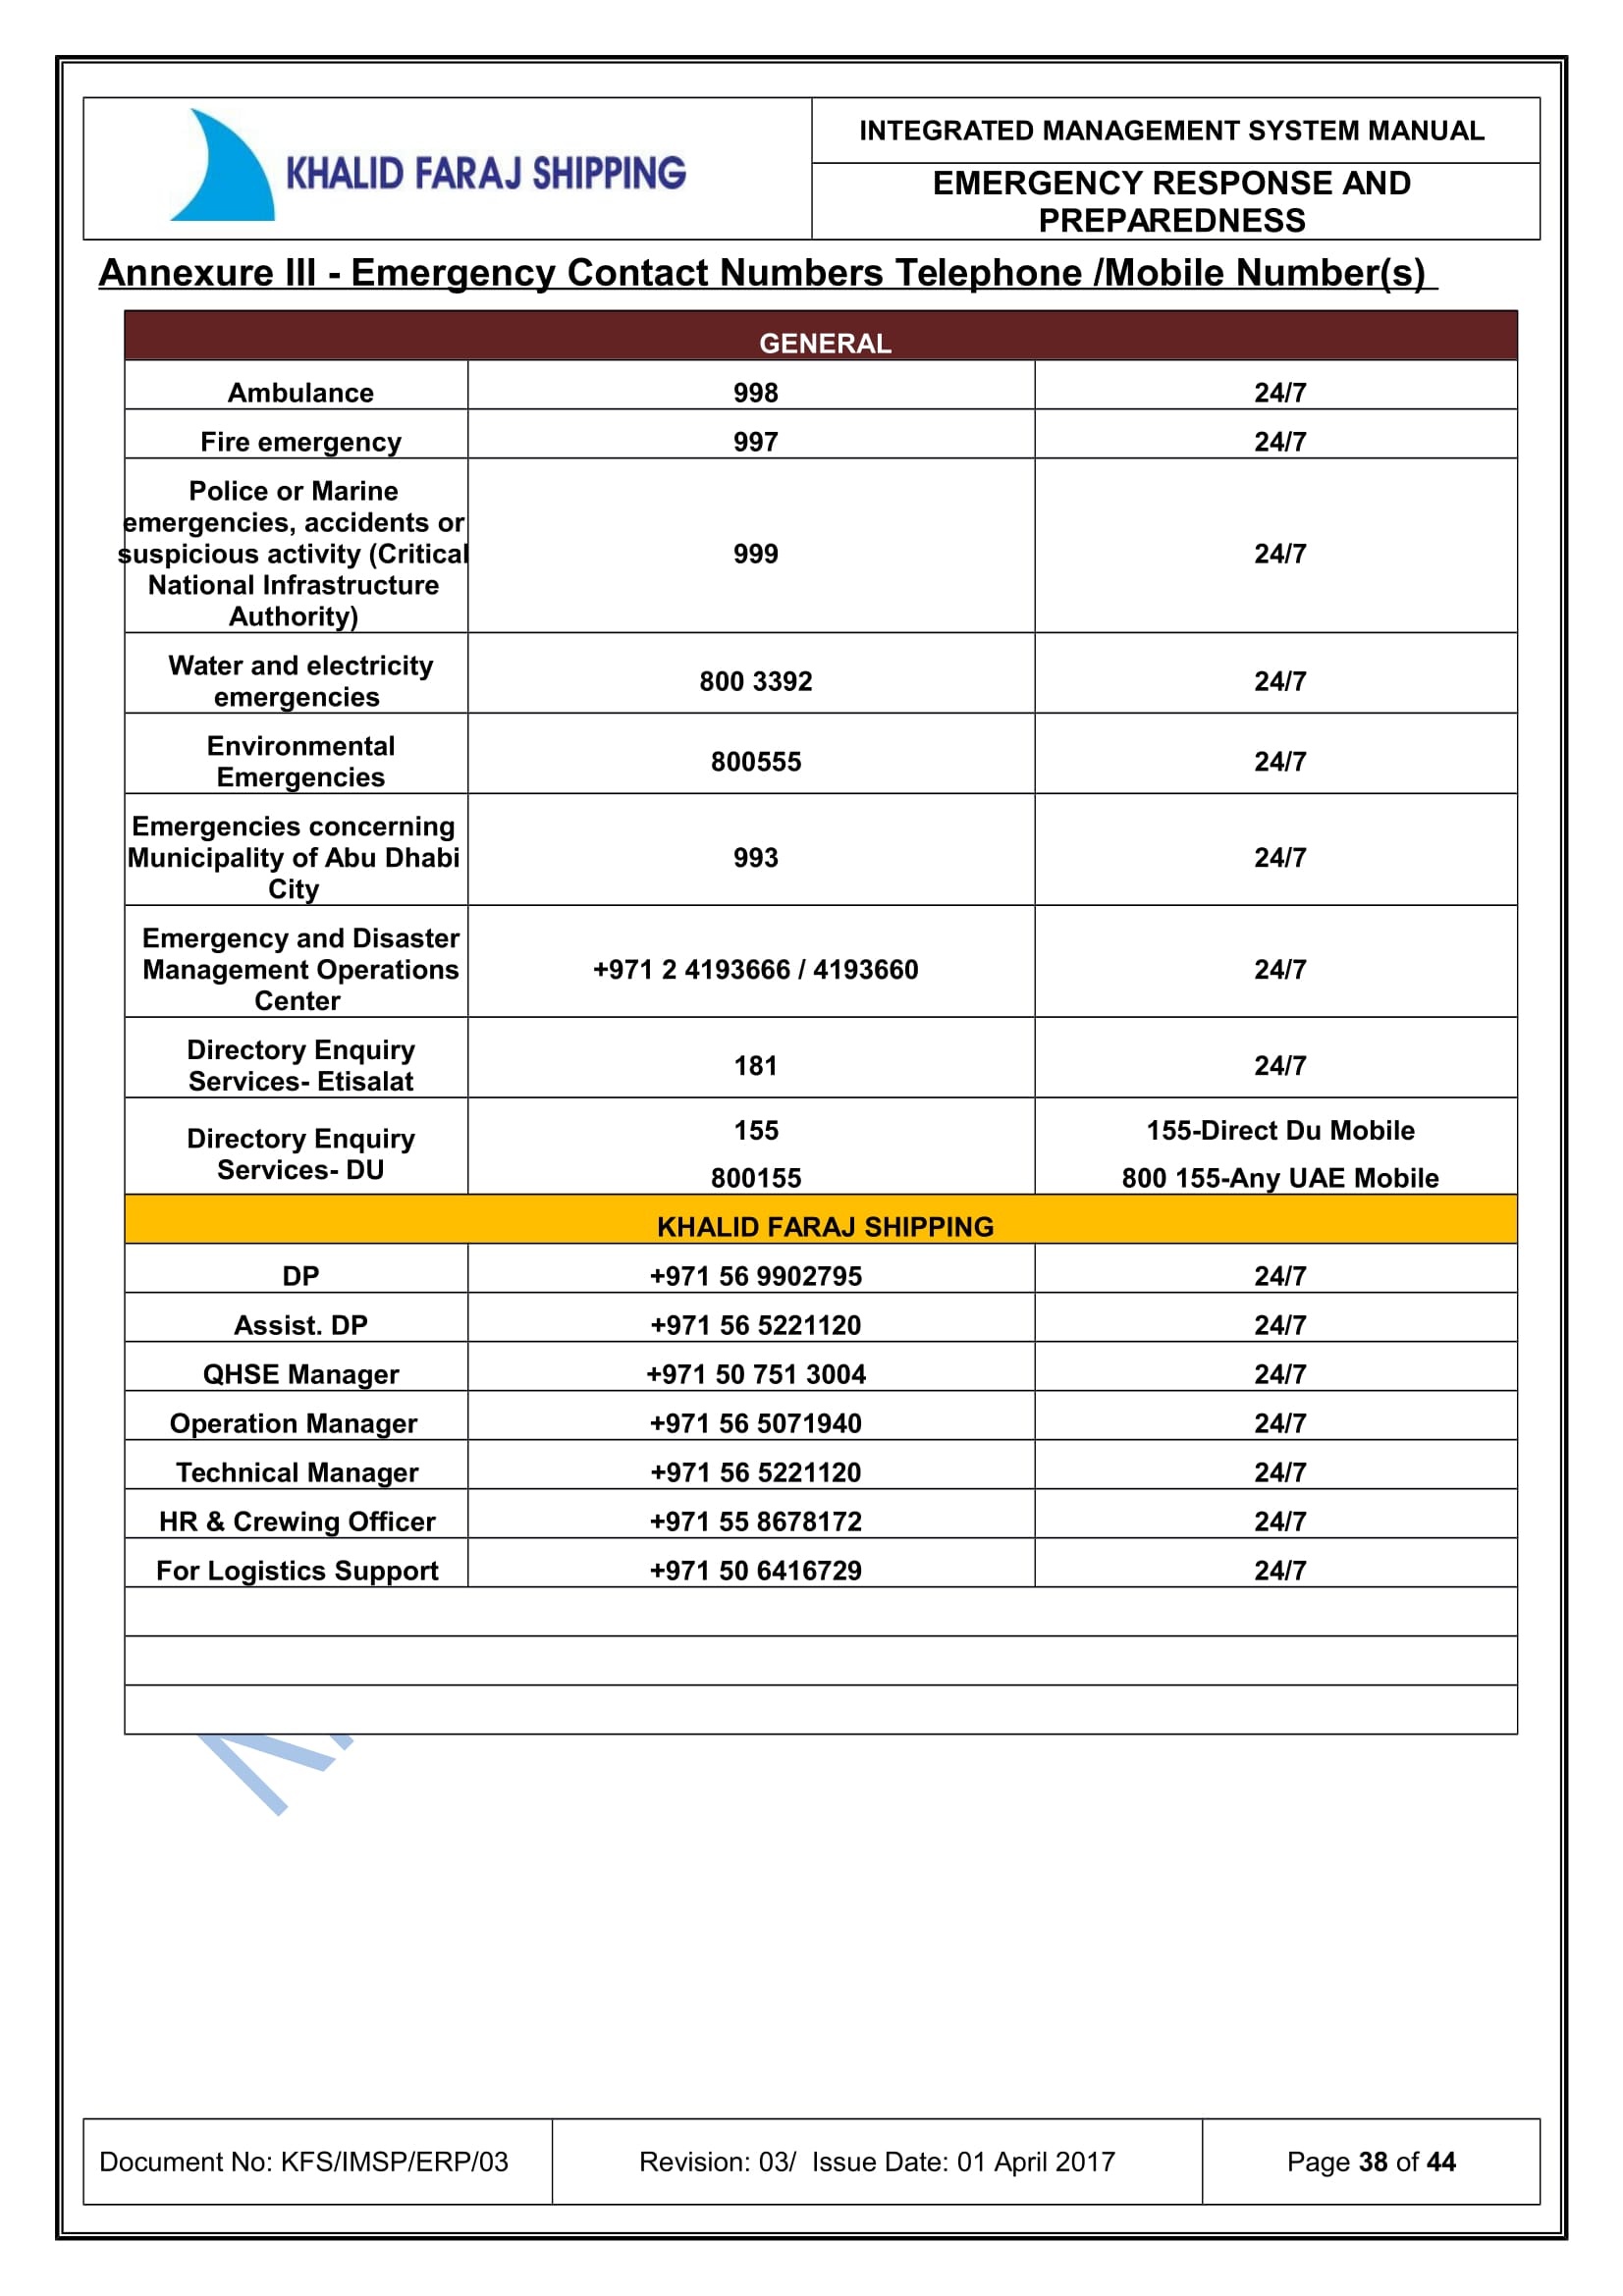 KHALID FARAJ SHIPPING
INTEGRATED MANAGEMENT SYSTEM MANUAL
EMERGENCY RESPONSE AND
PREPAREDNESS
Annexure III - Emergency Contact Numbers Telephone /Mobile Number(s)
GENERAL
Ambulance 998 24/7
Fire emergency 997 24/7
Police or Marine
emergencies, accidents or
suspicious activity (Critical
National Infrastructure
Authority)
999 24/7
Water and electricity
emergencies
800 3392 24/7
Environmental
Emergencies
800555 24/7
Emergencies concerning
Municipality of Abu Dhabi
City
993 24/7
Emergency and Disaster
Management Operations
Center
+971 2 4193666 / 4193660 24/7
Directory Enquiry
Services- Etisalat
181 24/7
Directory Enquiry
Services- DU
155 155-Direct Du Mobile
800155 800 155-Any UAE Mobile
KHALID FARAJ SHIPPING
DP +971 56 9902795 24/7
Assist. DP +971 56 5221120 24/7
QHSE Manager +971 50 751 3004 24/7
Operation Manager +971 56 5071940 24/7
Technical Manager +971 56 5221120 24/7
HR & Crewing Officer +971 55 8678172 24/7
For Logistics Support +971 50 6416729 24/7
Document No: KFS/IMSP/ERP/03 Revision: 03/ Issue Date: 01 April 2017 Page 38 of 44